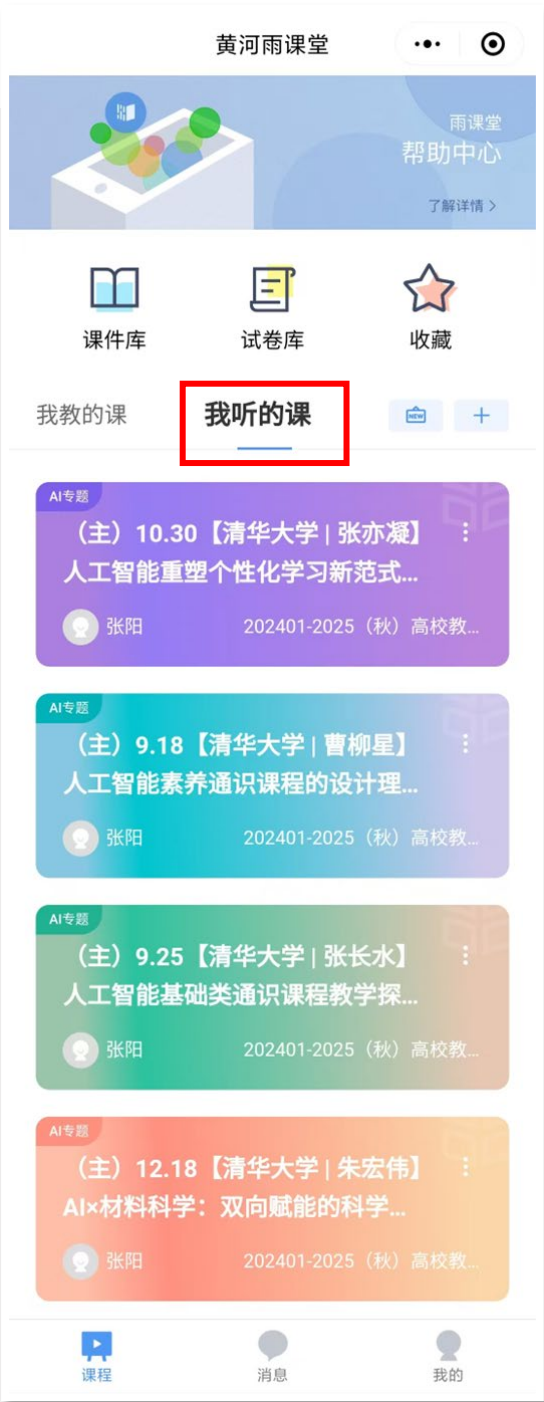 黄河雨课堂
雨课堂
帮助中心
了解详情 >
课件库 试卷库 收藏
我教的课 我听的课 NEW
AI专题
（主）10.30【清华大学 | 张亦凝】
人工智能重塑个性化学习新范式...
张阳 202401-2025（秋）高校教...
AI专题
（主）9.18【清华大学 | 曹柳星】
人工智能素养通识课程的设计理...
张阳 202401-2025（秋）高校教...
AI专题
（主）9.25【清华大学 | 张长水】
人工智能基础类通识课程教学探...
张阳 202401-2025（秋）高校教...
AI专题
（主）12.18【清华大学 | 朱宏伟】
AI×材料科学：双向赋能的科学...
张阳 202401-2025（秋）高校教...
课程 消息 我的